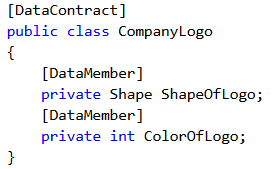 [DataContract]
public class CompanyLogo
{
    [DataMember]
    private Shape ShapeOfLogo;
    [DataMember]
    private int ColorOfLogo;
}